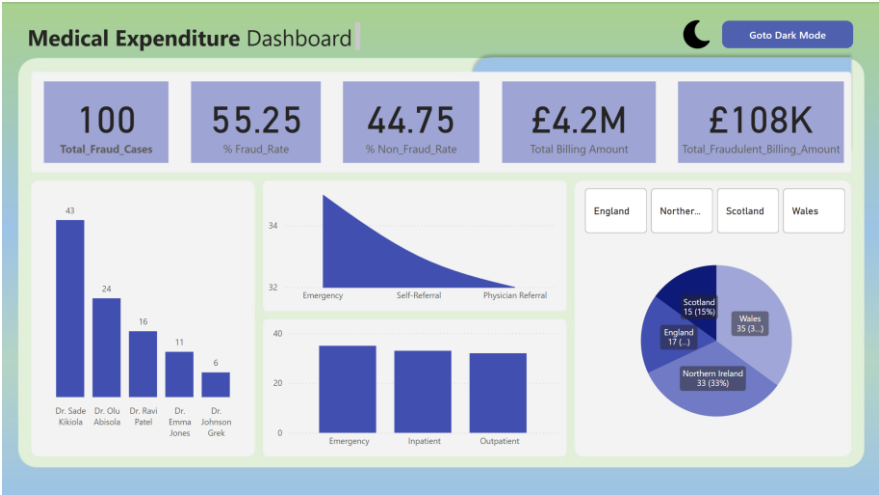 Medical Expenditure Dashboard
Goto Dark Mode
100
Total_Fraud_Cases
55.25
% Fraud_Rate
44.75
% Non_Fraud_Rate
£4.2M
Total Billing Amount
£108K
Total_Fraudulent_Billing_Amount
43
24
16
11
6
Dr. Sade
Kikiola
Dr. Olu
Abisola
Dr. Ravi
Patel
Dr.
Emma
Jones
Dr.
Johnson
Grek
34
32
Emergency Self-Referral Physician Referral
40
20
0
Emergency Inpatient Outpatient
England Norther... Scotland Wales
Scotland
15 (15%)
Wales
35 (3...)
England
17 (...)
Northern Ireland
33 (33%)